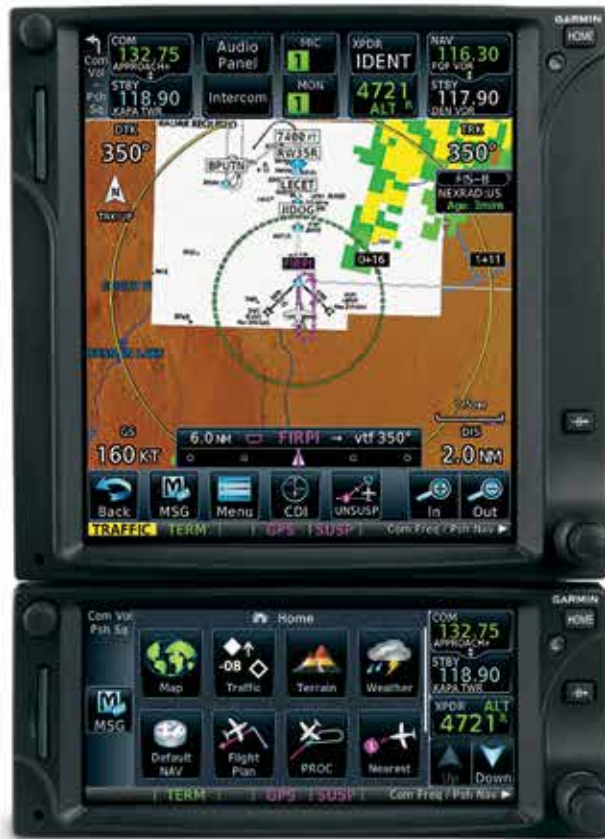 GARMIN
HOME
Com
Vol
Psh
Sq
COM
132.75
APPROACH+
STBY
118.90
KAPA TWR
Audio
Panel
Intercom
MIC
1
MON
1
XPDR
IDENT
4721
ALT R
NAV
116.30
STBY
117.90
DEN VOR
DTK
350°
N
TRK UP
7400 FT
RW35R
BPUTN
LECET
JIDOG
FIRPI
TRK
350°
FIS-B
NEXRAD:US
Age: 3mins
0+16
1+11
GS
160 KT
6.0 NM FIRPI → vtf 350°
DIS
2.0 NM
Back
MSG
Menu
CDI
UNSUSP
In
Out
TRAFFIC TERM GPS SUSP Com Freq / Psh Nav
GARMIN
HOME
Com Vol
Psh Sq
MSG
Home
Map
-08
Traffic
Terrain
Weather
Default
NAV
Flight
Plan
PROC
Nearest
COM
132.75
APPROACH+
STBY
118.90
KAPA TWR
XPDR ALT
4721 R
Up
Down
TERM GPS SUSP Com Freq / Psh Nav